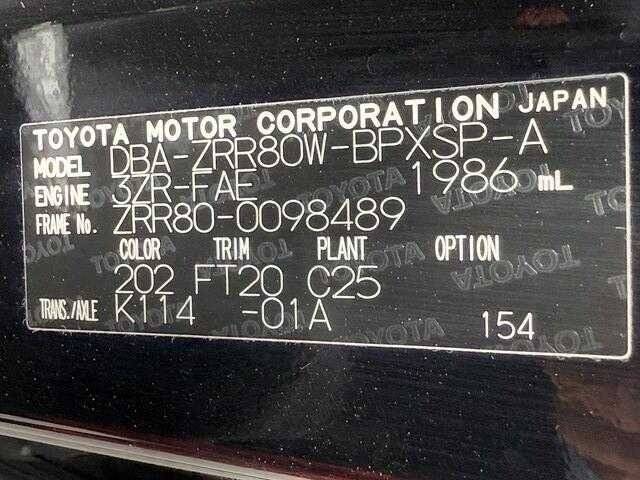 TOYOTA MOTOR CORPORATION JAPAN
MODEL DBA-ZRR80W-BPXSP-A
ENGINE 3ZR-FAE 1986 mL
FRAME No. ZRR80-0098489
COLOR TRIM PLANT OPTION
202 FT20 C25
TRANS./AXLE K114 -01A 154